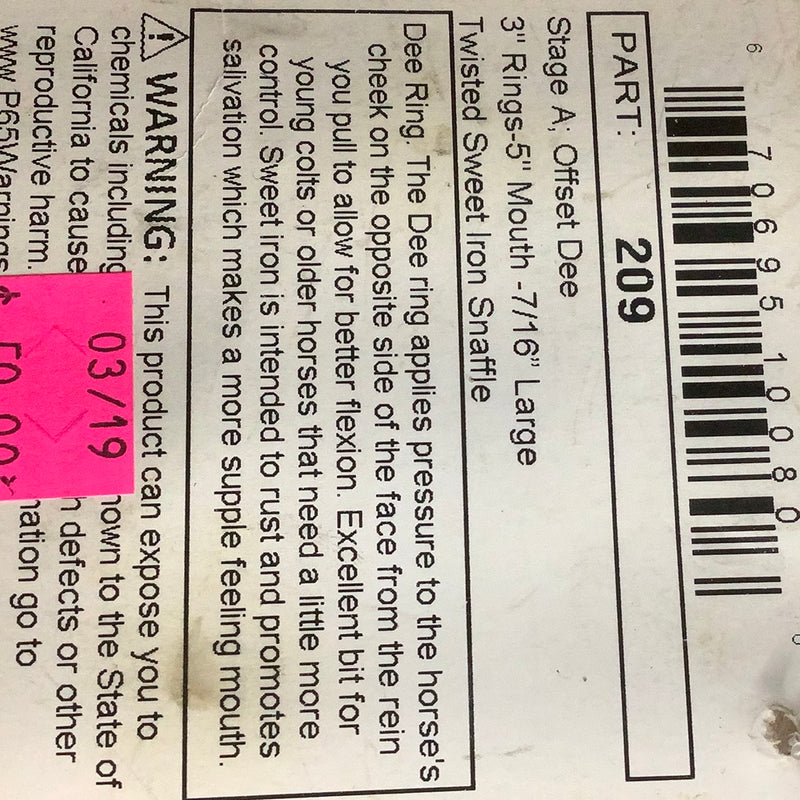 6
7 0 6 9 5 1 0 0 8 0
PART: 209
Stage A; Offset Dee
3" Rings-5" Mouth -7/16" Large
Twisted Sweet Iron Snaffle
Dee Ring. The Dee ring applies pressure to the horse's
cheek on the opposite side of the face from the rein
you pull to allow for better flexion. Excellent bit for
young colts or older horses that need a little more
control. Sweet iron is intended to rust and promotes
salivation which makes a more supple feeling mouth.
WARNING: This product can expose you to
chemicals including nown to the State of
California to cause h defects or other
reproductive harm. nation go to
www.P65Warnings
03/19